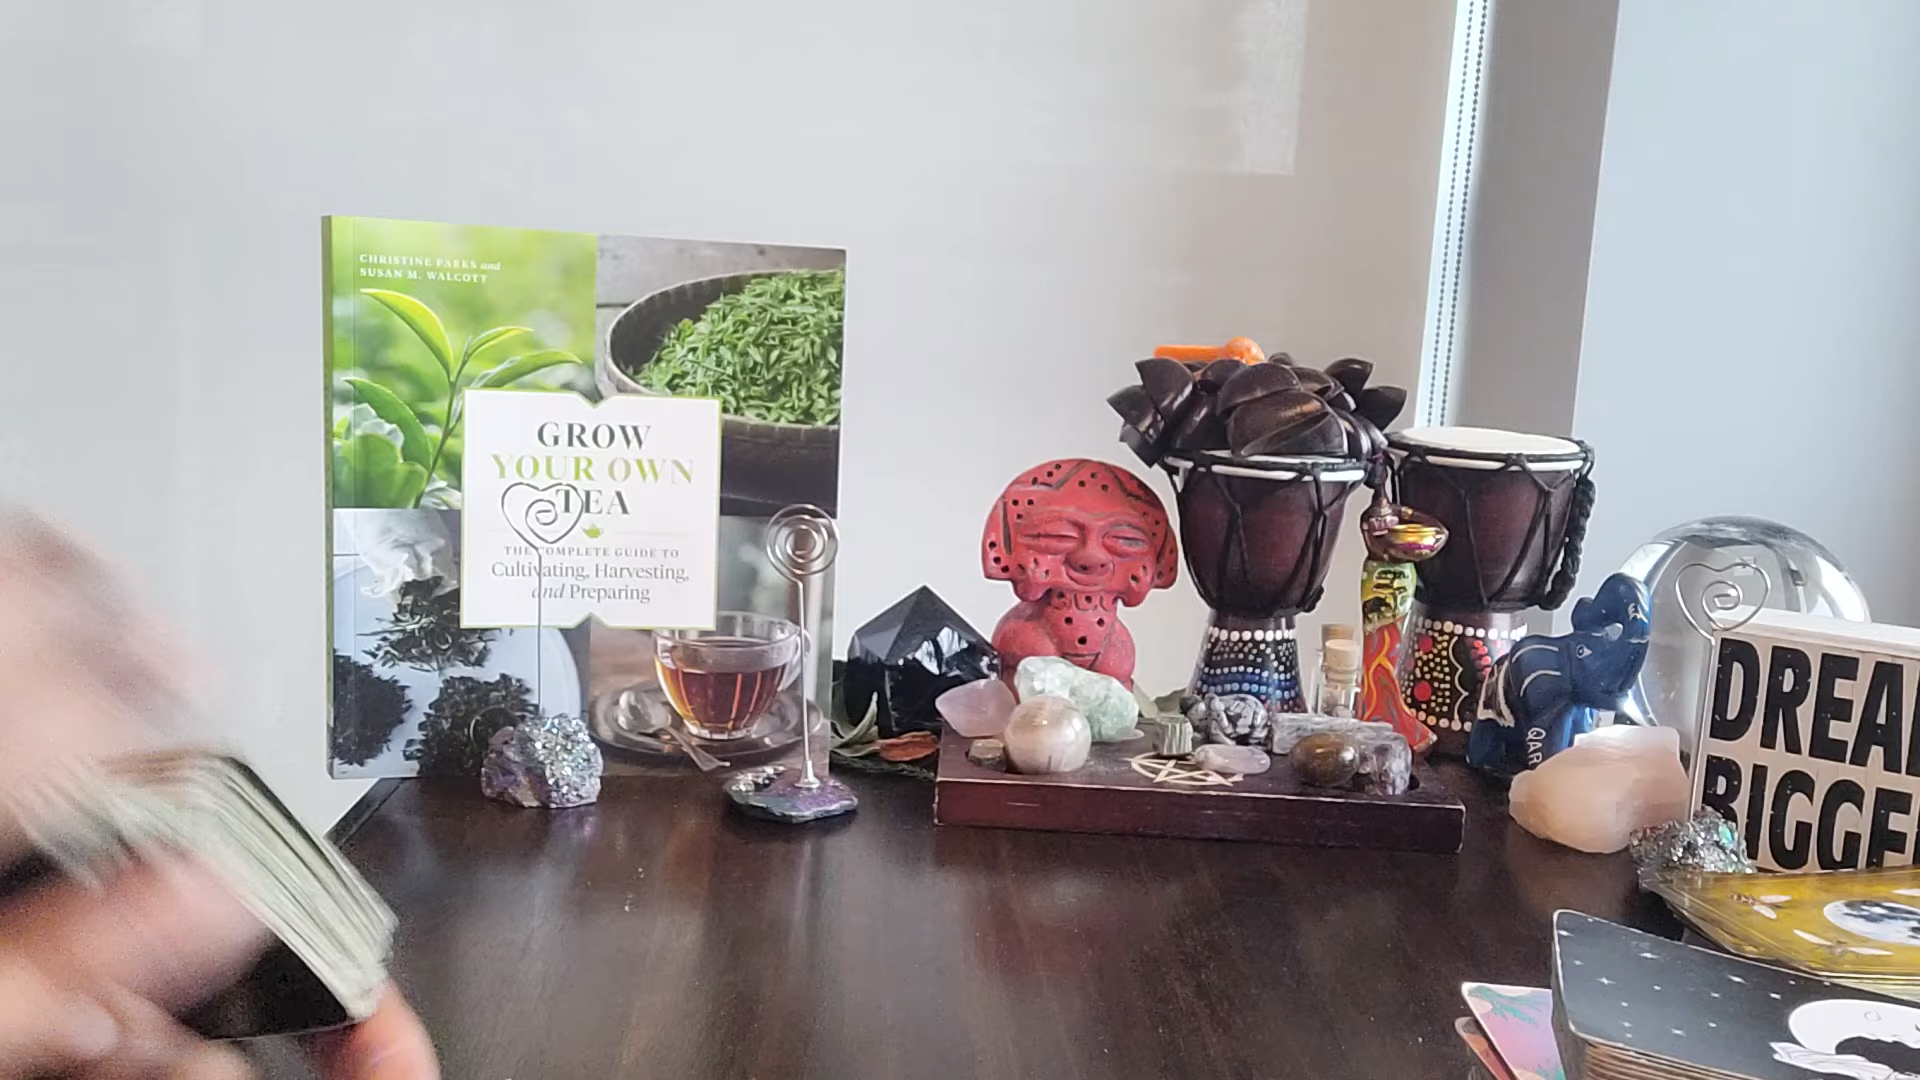 CHRISTINE PARKS and
SUSAN M. WALCOTT
GROW
YOUR OWN
TEA
THE COMPLETE GUIDE TO
Cultivating, Harvesting,
and Preparing
QAR
DREA
BIGGE